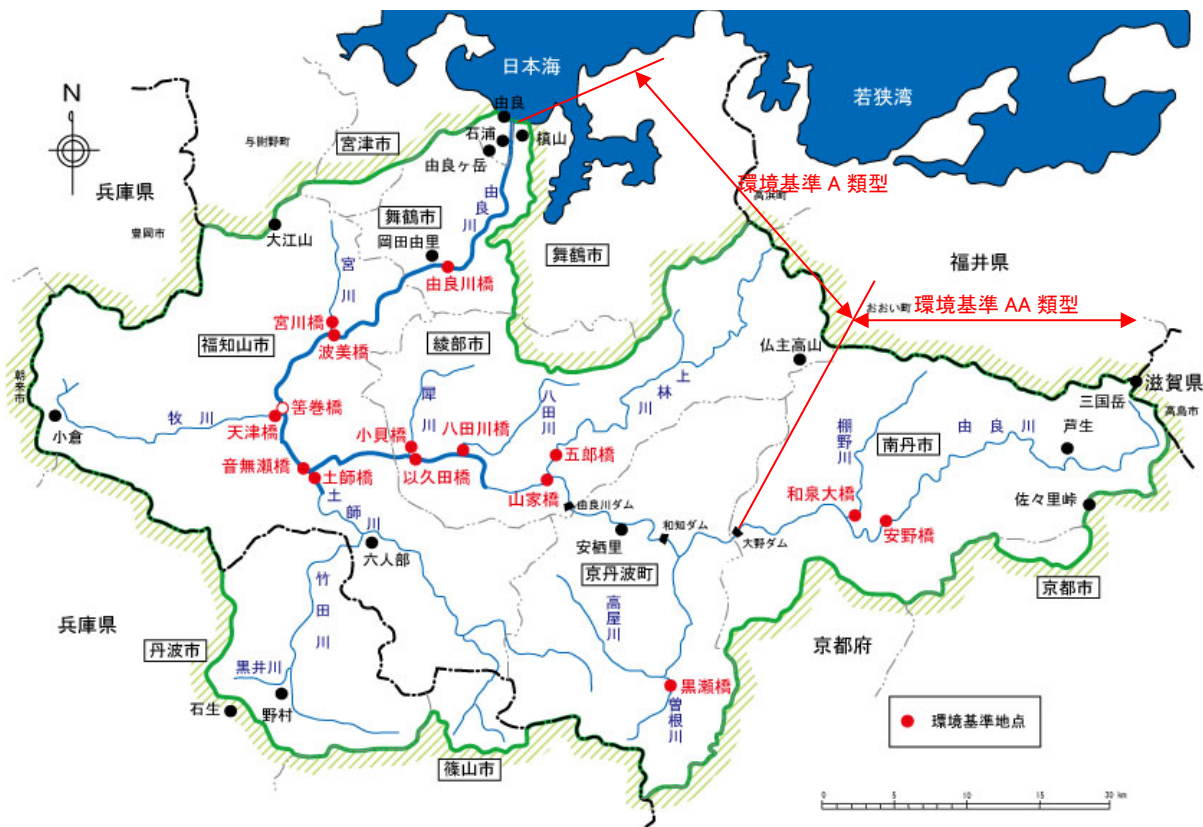 日本海
若狭湾
N
由良
石浦
槙山
由良ヶ岳
宮津市
与謝野町
兵庫県
豊岡市
大江山
舞鶴市
岡田由里
由良川
由良川橋
舞鶴市
環境基準 A 類型
高浜町
福井県
おおい町
環境基準 AA 類型
宮川
宮川橋
波美橋
福知山市
綾部市
仏主高山
滋賀県
三国岳
高島市
朝来市
小倉
牧川
筈巻橋
天津橋
犀川
小貝橋
八田川
八田川橋
上林川
五郎橋
棚野川
南丹市
由良川
芦生
音無瀬橋
土師橋
以久田橋
山家橋
和泉大橋
安野橋
佐々里峠
土師川
由良川ダム
和知ダム
大野ダム
安栖里
六人部
京丹波町
京都市
竹田川
高屋川
兵庫県
丹波市
京都府
黒井川
黒瀬橋
曽根川
石生
野村
篠山市
環境基準地点
0 5 10 15 30 km